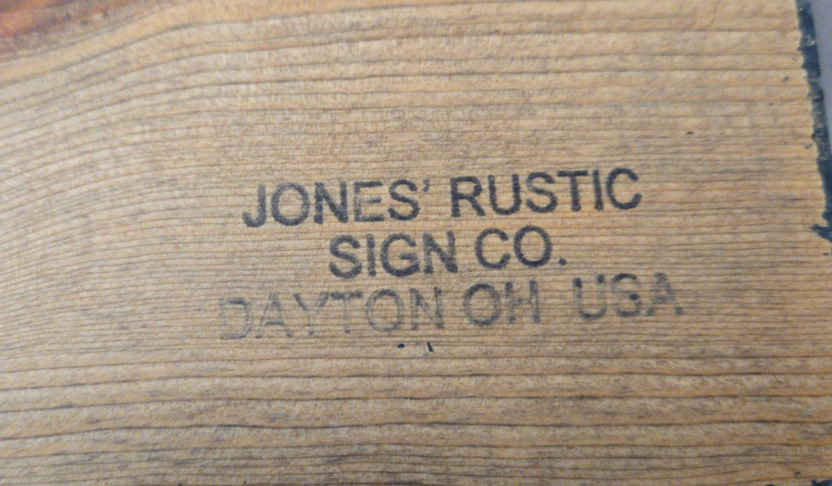 JONES' RUSTIC
SIGN CO.
DAYTON OH USA